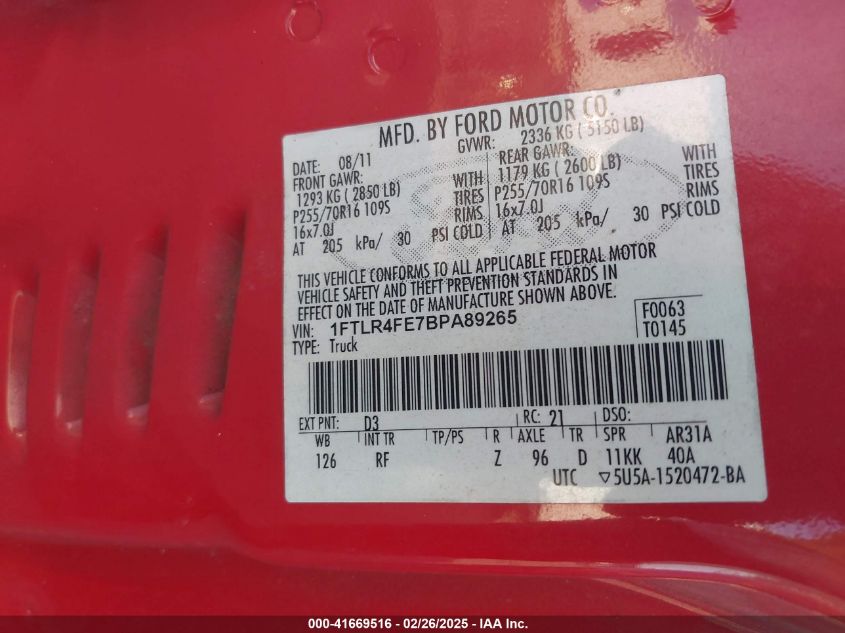 MFD. BY FORD MOTOR CO.
DATE: 08/11 GVWR: 2336 KG ( 5150 LB)
FRONT GAWR: REAR GAWR:
1293 KG ( 2850 LB) WITH 1179 KG ( 2600 LB) WITH
P255/70R16 109S TIRES P255/70R16 109S TIRES
16x7.0J RIMS 16x7.0J RIMS
AT 205 kPa/ 30 PSI COLD AT 205 kPa/ 30 PSI COLD
THIS VEHICLE CONFORMS TO ALL APPLICABLE FEDERAL MOTOR
VEHICLE SAFETY AND THEFT PREVENTION STANDARDS IN
EFFECT ON THE DATE OF MANUFACTURE SHOWN ABOVE.
VIN: 1FTLR4FE7BPA89265 F0063
TYPE: Truck T0145
EXT PNT: D3 RC: 21 DSO:
WB INT TR TP/PS R AXLE TR SPR AR31A
126 RF Z 96 D 11KK 40A
UTC ▽5U5A-1520472-BA
000-41669516 - 02/26/2025 - IAA Inc.